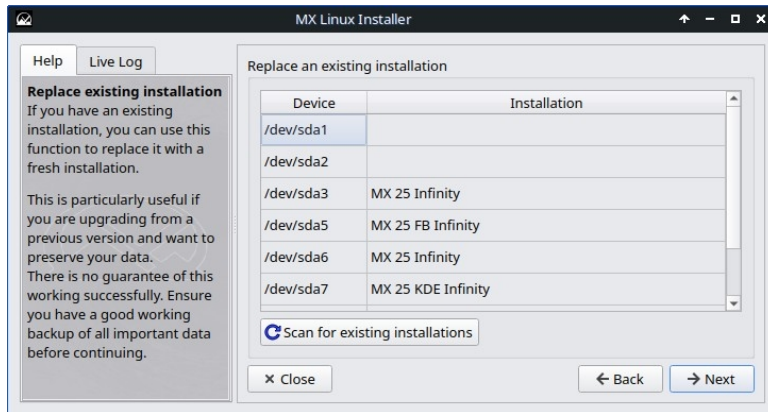 MX Linux Installer
Help
Live Log
Replace existing installation
If you have an existing
installation, you can use this
function to replace it with a
fresh installation.
This is particularly useful if
you are upgrading from a
previous version and want to
preserve your data.
There is no guarantee of this
working successfully. Ensure
you have a good working
backup of all important data
before continuing.
Replace an existing installation
Device Installation
/dev/sda1
/dev/sda2
/dev/sda3 MX 25 Infinity
/dev/sda5 MX 25 FB Infinity
/dev/sda6 MX 25 Infinity
/dev/sda7 MX 25 KDE Infinity
Scan for existing installations
Close
Back
Next